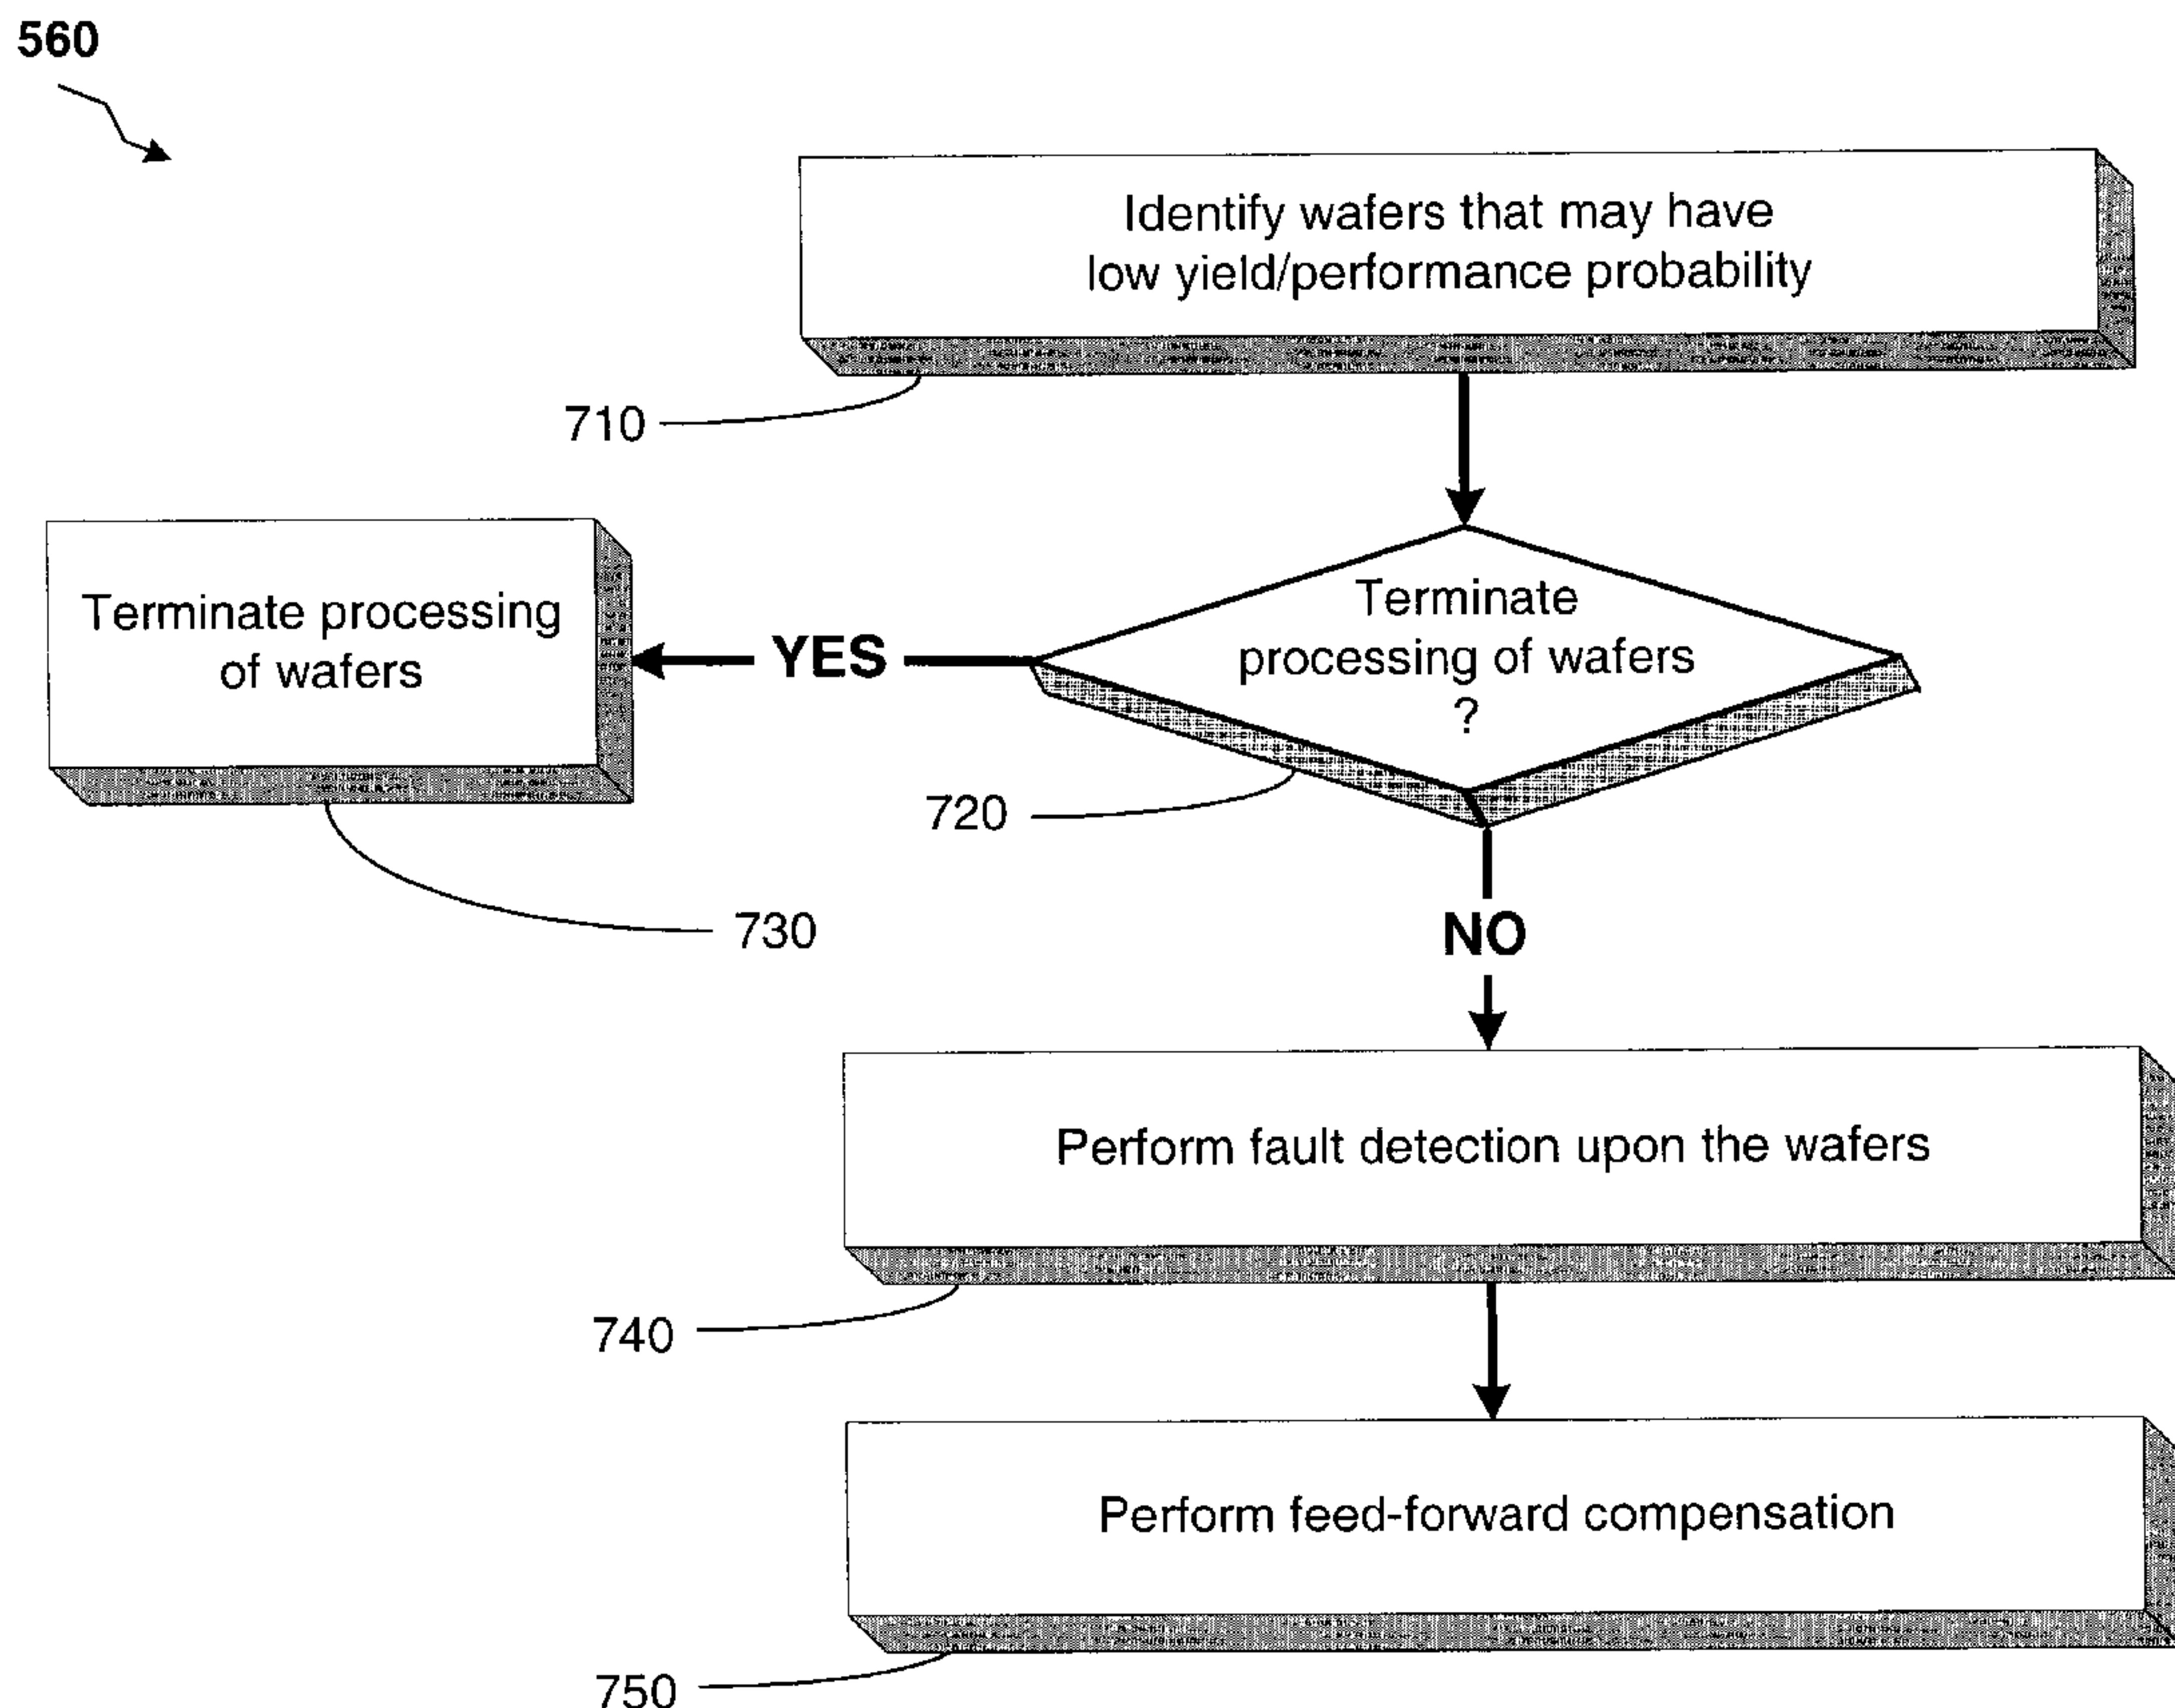 560
Identify wafers that may have
low yield/performance probability
710
Terminate
processing of wafers
?
YES
Terminate processing
of wafers
720
730
NO
Perform fault detection upon the wafers
740
Perform feed-forward compensation
750